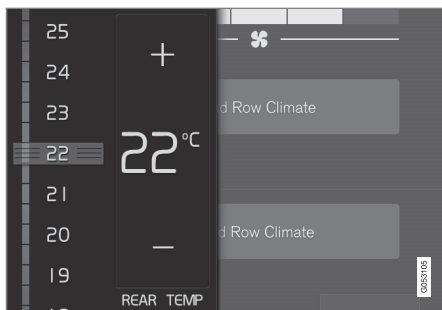 25
24
23
22
21
20
19
+
22°C
–
REAR TEMP
Row Climate
Row Climate
G053105